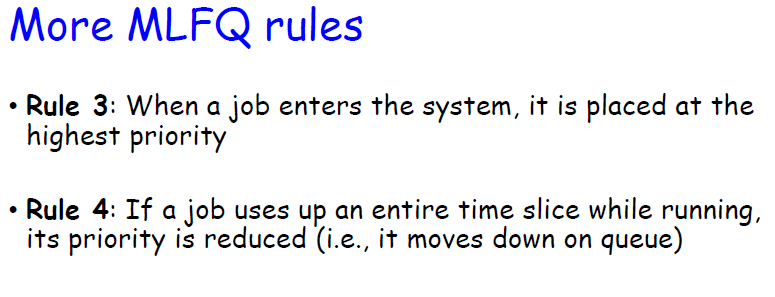 More MLFQ rules
• Rule 3: When a job enters the system, it is placed at the
highest priority
• Rule 4: If a job uses up an entire time slice while running,
its priority is reduced (i.e., it moves down on queue)